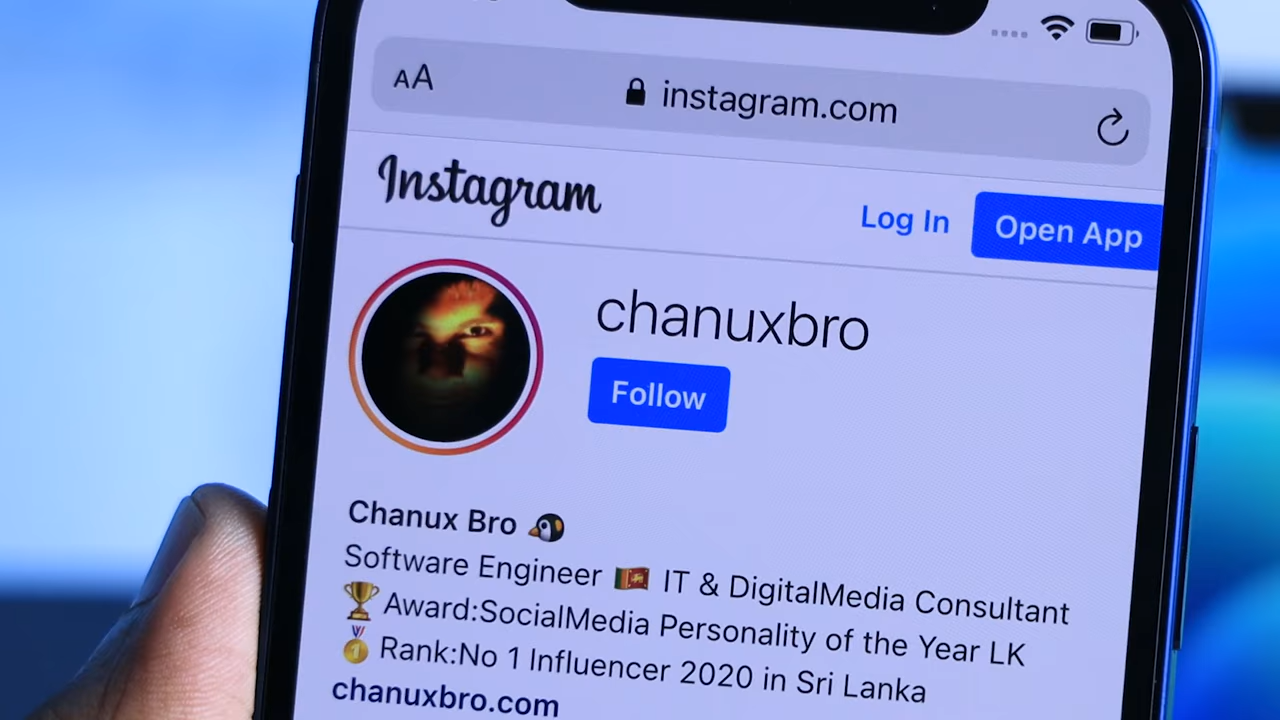 AA
instagram.com
Instagram
Log In
Open App
chanuxbro
Follow
Chanux Bro 🐧
Software Engineer 🇱🇰 IT & DigitalMedia Consultant
🏆 Award:SocialMedia Personality of the Year LK
🥇 Rank:No 1 Influencer 2020 in Sri Lanka
chanuxbro.com